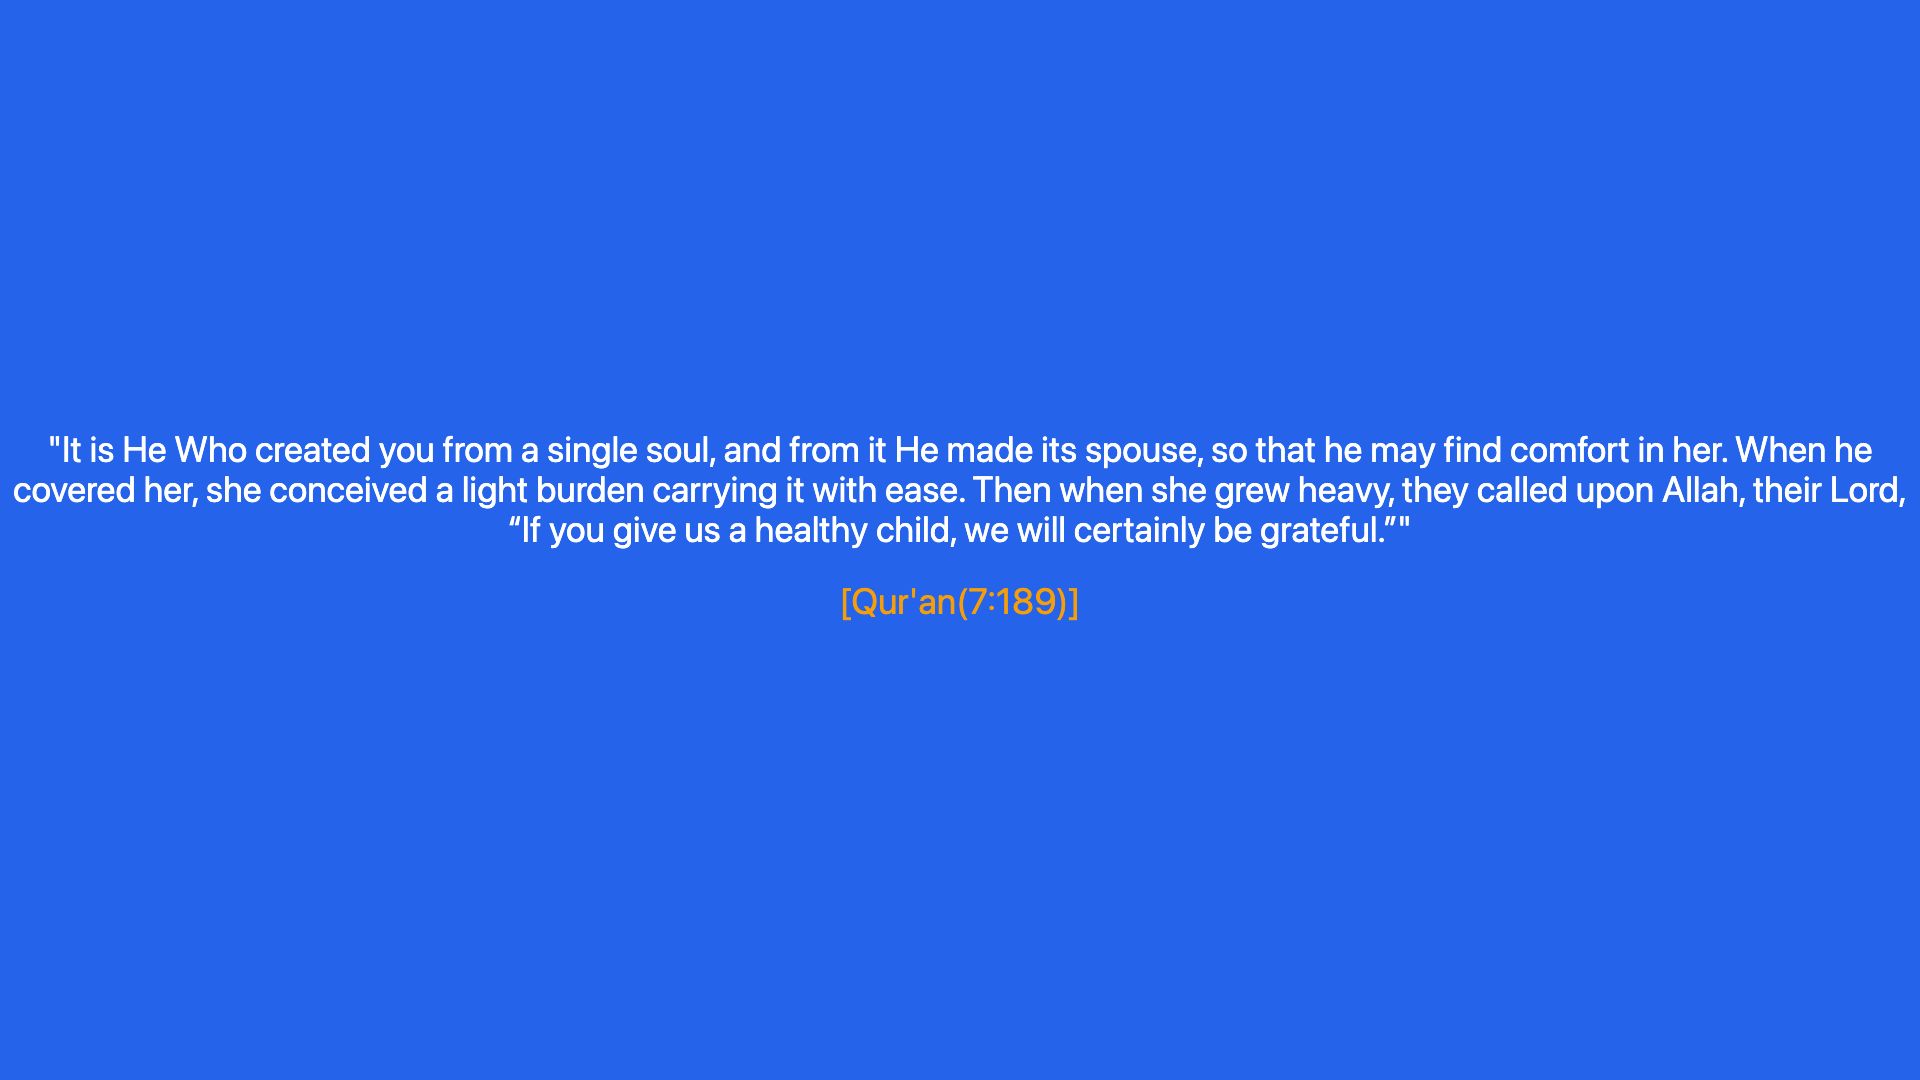 "It is He Who created you from a single soul, and from it He made its spouse, so that he may find comfort in her. When he
covered her, she conceived a light burden carrying it with ease. Then when she grew heavy, they called upon Allah, their Lord,
“If you give us a healthy child, we will certainly be grateful.”"
[Qur'an(7:189)]